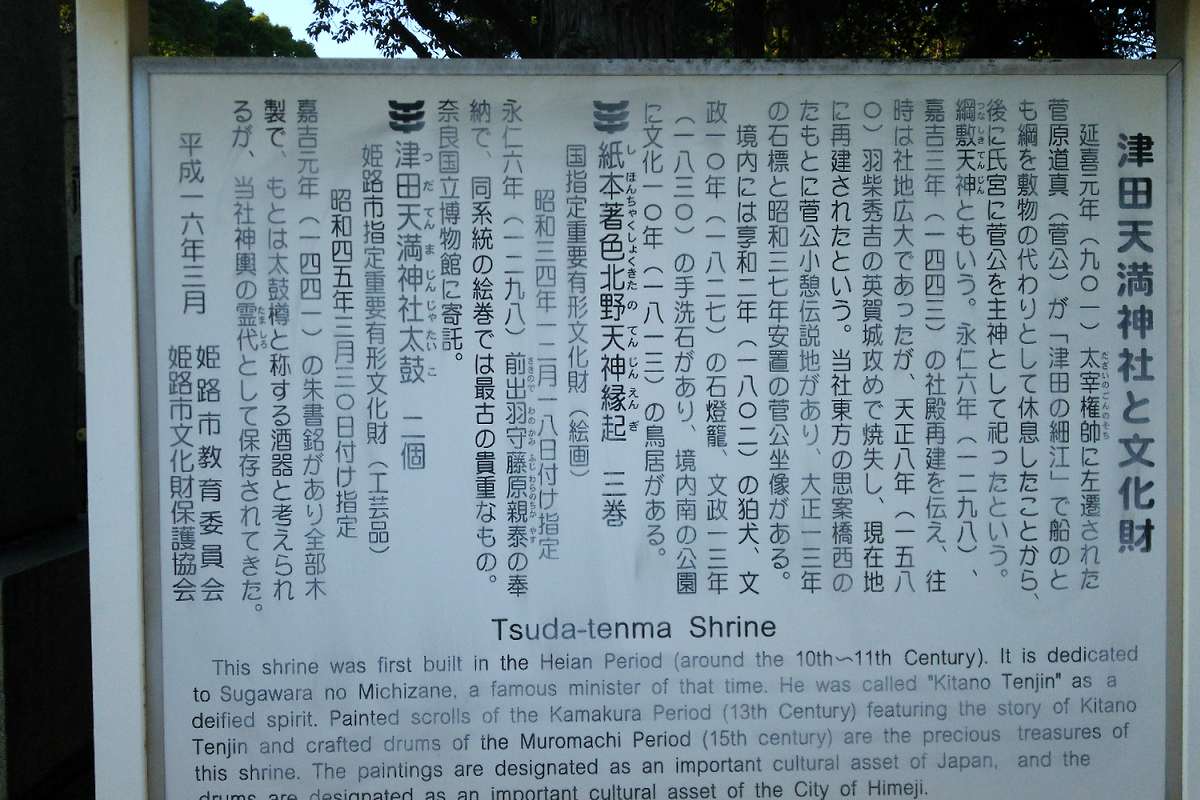 津田天満神社と文化財
延喜元年（九〇一）太宰権帥に左遷された
菅原道真（菅公）が「津田の細江」で船のと
も綱を敷物の代わりとして休息したことから、
後に氏宮に菅公を主神として祀ったという。
綱敷天神ともいう。永仁六年（一二九八）、
嘉吉三年（一四四三）の社殿再建を伝え、往
時は社地広大であったが、天正八年（一五八
〇）羽柴秀吉の英賀城攻めで焼失し、現在地
に再建されたという。当社東方の思案橋西の
たもとに菅公小憩伝説地があり、大正一三年
の石標と昭和三七年安置の菅公坐像がある。
境内には享和二年（一八〇二）の狛犬、文
政一〇年（一八二七）の石燈籠、文政一三年
（一八三〇）の手洗石があり、境内南の公園
に文化一〇年（一八一三）の鳥居がある。
紙本著色北野天神縁起 三巻
国指定重要有形文化財（絵画）
昭和三四年一二月一八日付け指定
永仁六年（一二九八）前出羽守藤原親泰の奉
納で、同系統の絵巻では最古の貴重なもの。
奈良国立博物館に寄託。
津田天満神社太鼓 二個
姫路市指定重要有形文化財（工芸品）
昭和四五年三月三〇日付け指定
嘉吉元年（一四四一）の朱書銘があり全部木
製で、もとは太鼓樽と称する酒器と考えられ
るが、当社神輿の霊代として保存されてきた。
平成一六年三月
姫路市教育委員会
姫路市文化財保護協会
Tsuda-tenma Shrine
This shrine was first built in the Heian Period (around the 10th〜11th Century). It is dedicated
to Sugawara no Michizane, a famous minister of that time. He was called "Kitano Tenjin" as a
deified spirit. Painted scrolls of the Kamakura Period (13th Century) featuring the story of Kitano
Tenjin and crafted drums of the Muromachi Period (15th century) are the precious treasures of
this shrine. The paintings are designated as an important cultural asset of Japan, and the
drums are designated as an important cultural asset of the City of Himeji.